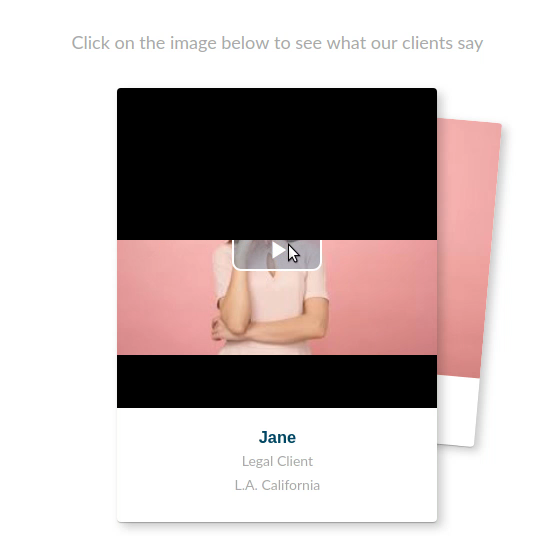 Click on the image below to see what our clients say
Jane
Legal Client
L.A. California